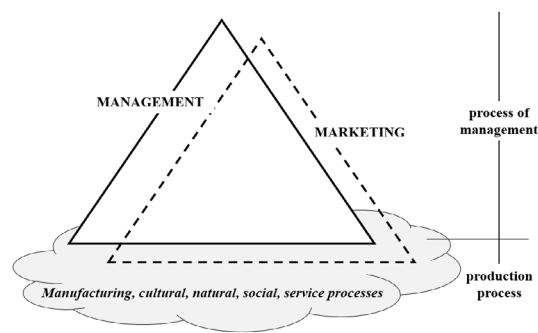 MANAGEMENT
MARKETING
process of
management
production
process
Manufacturing, cultural, natural, social, service processes